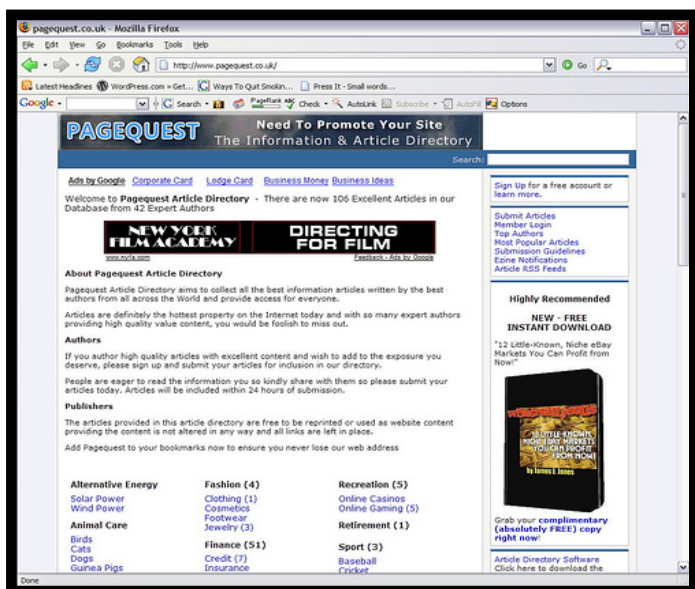 pagequest.co.uk - Mozilla Firefox
File Edit View Go Bookmarks Tools Help
http://www.pagequest.co.uk/
Go
Latest Headlines WordPress.com » Get... Ways To Quit Smokin... Press It - Small words...
Google Search PageRank Check AutoLink Subscribe AutoFill Options
PAGEQUEST
Need To Promote Your Site
The Information & Article Directory
Search:
Ads by Google Corporate Card Lodge Card Business Money Business Ideas
Welcome to Pagequest Article Directory - There are now 106 Excellent Articles in our
Database from 42 Expert Authors
NEW YORK
FILM ACADEMY
DIRECTING
FOR FILM
www.nyfa.com
Feedback - Ads by Google
About Pagequest Article Directory
Pagequest Article Directory aims to collect all the best information articles written by the best
authors from all across the World and provide access for everyone.
Articles are definitely the hottest property on the Internet today and with so many expert authors
providing high quality value content, you would be foolish to miss out.
Authors
If you author high quality articles with excellent content and wish to add to the exposure you
deserve, please sign up and submit your articles for inclusion in our directory.
People are eager to read the information you so kindly share with them so please submit your
articles today. Articles will be included within 24 hours of submission.
Publishers
The articles provided in this article directory are free to be reprinted or used as website content
providing the content is not altered in any way and all links are left in place.
Add Pagequest to your bookmarks now to ensure you never lose our web address
Alternative Energy
Solar Power
Wind Power
Animal Care
Birds
Cats
Dogs
Guinea Pigs
Fashion (4)
Clothing (1)
Cosmetics
Footwear
Jewelry (3)
Finance (51)
Credit (7)
Insurance
Recreation (5)
Online Casinos
Online Gaming (5)
Retirement (1)
Sport (3)
Baseball
Cricket
Sign Up for a free account or
learn more.
Submit Articles
Member Login
Top Authors
Most Popular Articles
Submission Guidelines
Ezine Notifications
Article RSS Feeds
Highly Recommended
NEW - FREE
INSTANT DOWNLOAD
"12 Little-Known, Niche eBay
Markets You Can Profit from
Now!"
12 LITTLE-KNOWN,
NICHE EBAY MARKETS
YOU CAN PROFIT
FROM NOW!
by James J. Jones
Grab your complimentary
(absolutely FREE) copy
right now!
Article Directory Software
Click here to download the
Done